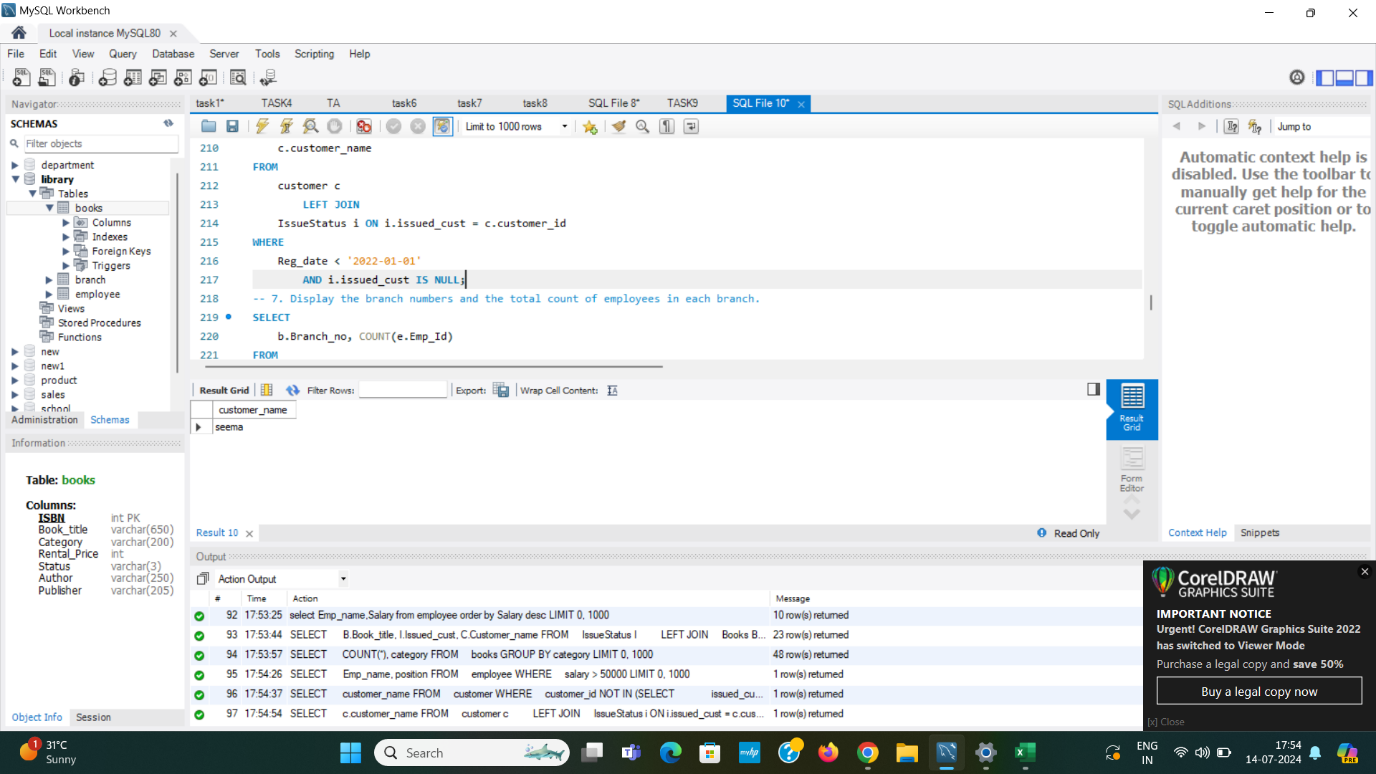 MySQL Workbench
Local instance MySQL80
File Edit View Query Database Server Tools Scripting Help
Navigator
SCHEMAS
Filter objects
department
library
Tables
books
Columns
Indexes
Foreign Keys
Triggers
branch
employee
Views
Stored Procedures
Functions
new
new1
product
sales
school
Administration Schemas
Information
Table: books
Columns:
ISBN int PK
Book_title varchar(650)
Category varchar(200)
Rental_Price int
Status varchar(3)
Author varchar(250)
Publisher varchar(205)
Object Info Session
task1* TASK4 TA task6 task7 task8 SQL File 8* TASK9 SQL File 10*
Limit to 1000 rows
210 c.customer_name
211 FROM
212 customer c
213 LEFT JOIN
214 IssueStatus i ON i.issued_cust = c.customer_id
215 WHERE
216 Reg_date < '2022-01-01'
217 AND i.issued_cust IS NULL;
218 -- 7. Display the branch numbers and the total count of employees in each branch.
219 SELECT
220 b.Branch_no, COUNT(e.Emp_Id)
221 FROM
Result Grid Filter Rows: Export: Wrap Cell Content:
customer_name
seema
Result Grid
Form Editor
Result 10
Read Only
Output
Action Output
# Time Action Message
92 17:53:25 select Emp_name,Salary from employee order by Salary desc LIMIT 0, 1000 10 row(s) returned
93 17:53:44 SELECT B.Book_title, I.Issued_cust, C.Customer_name FROM IssueStatus I LEFT JOIN Books B... 23 row(s) returned
94 17:53:57 SELECT COUNT(*), category FROM books GROUP BY category LIMIT 0, 1000 48 row(s) returned
95 17:54:26 SELECT Emp_name, position FROM employee WHERE salary > 50000 LIMIT 0, 1000 1 row(s) returned
96 17:54:37 SELECT customer_name FROM customer WHERE customer_id NOT IN (SELECT issued_cu... 1 row(s) returned
97 17:54:54 SELECT c.customer_name FROM customer c LEFT JOIN IssueStatus i ON i.issued_cust = c.cus... 1 row(s) returned
SQLAdditions
Jump to
Automatic context help is
disabled. Use the toolbar to
manually get help for the
current caret position or to
toggle automatic help.
Context Help Snippets
CorelDRAW
GRAPHICS SUITE
IMPORTANT NOTICE
Urgent! CorelDRAW Graphics Suite 2022
has switched to Viewer Mode
Purchase a legal copy and save 50%
Buy a legal copy now
[x] Close
1
31°C
Sunny
Search
ENG
IN
17:54
14-07-2024